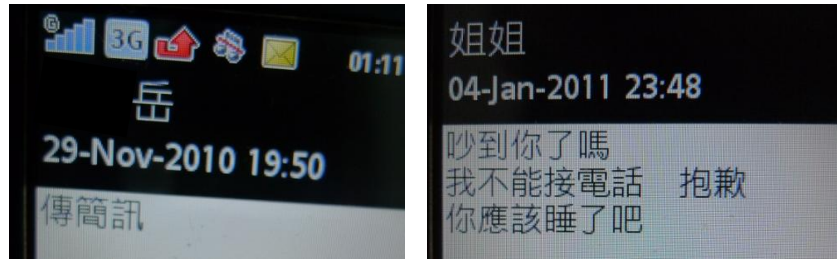 3G
01:11
岳
29-Nov-2010 19:50
傳簡訊
姐姐
04-Jan-2011 23:48
吵到你了嗎
我不能接電話 抱歉
你應該睡了吧